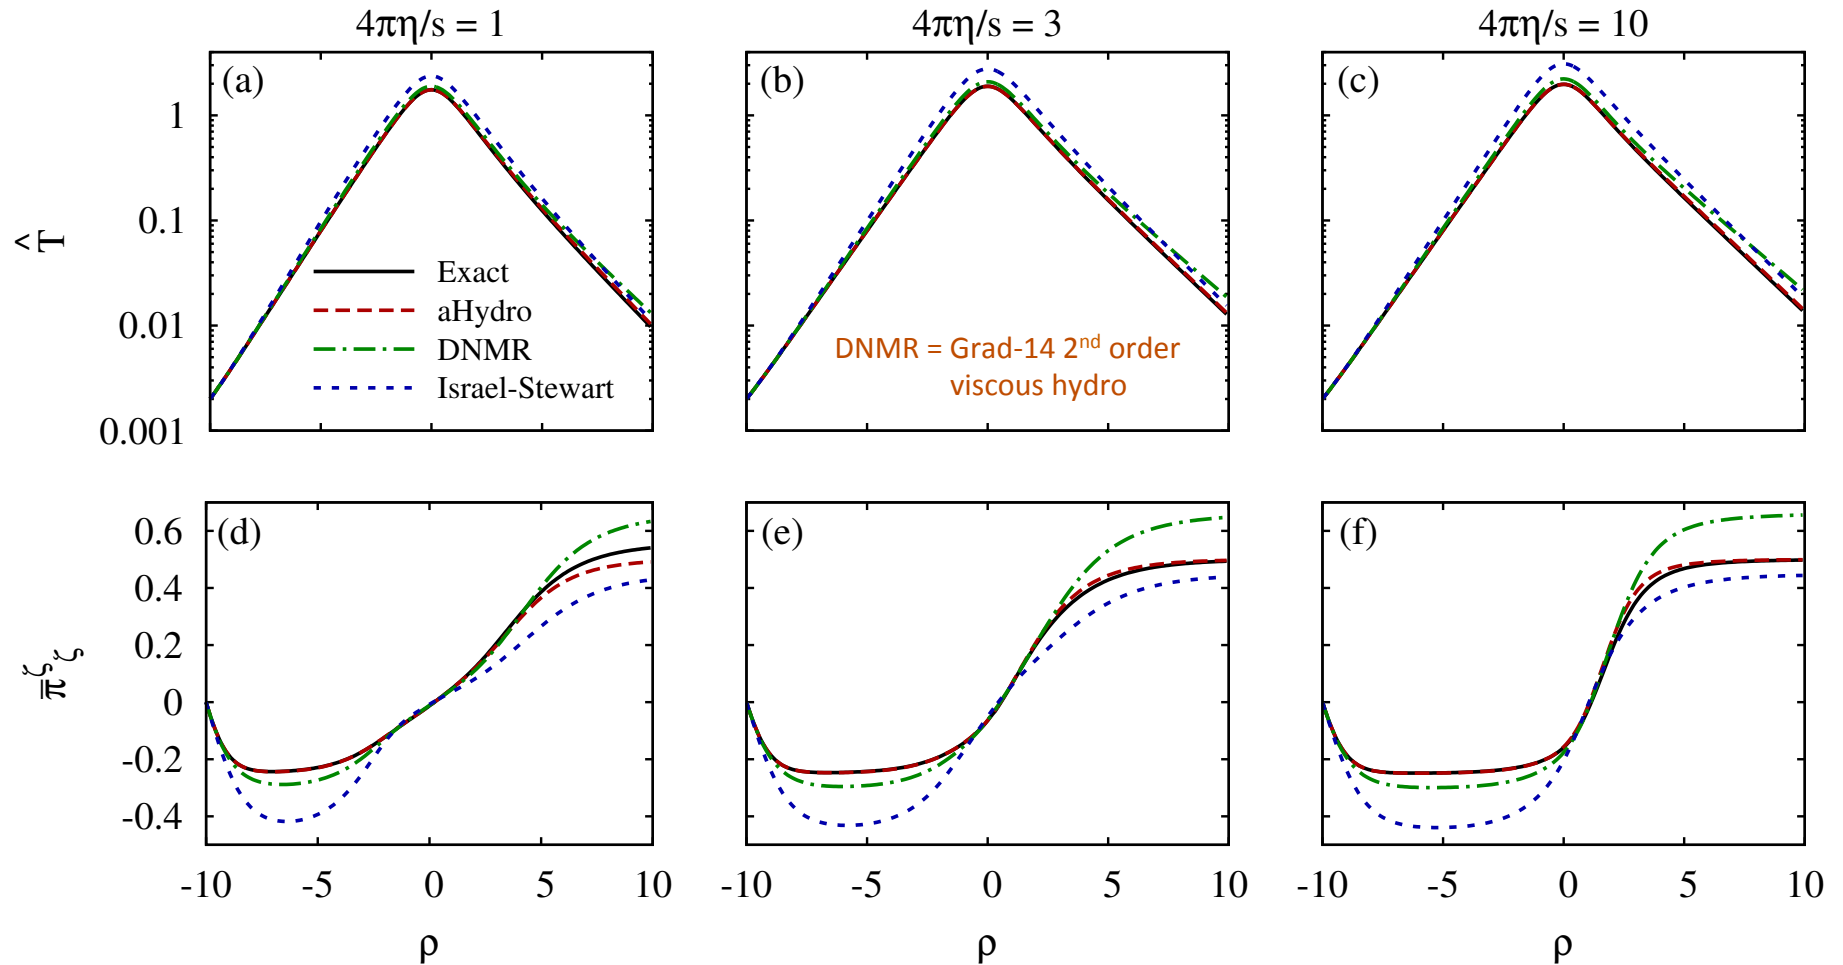 4πη/s = 1
4πη/s = 3
4πη/s = 10
(a)
(b)
(c)
1
0.1
0.01
0.001
T̂
Exact
aHydro
DNMR
Israel-Stewart
DNMR = Grad-14 2nd order
viscous hydro
(d)
(e)
(f)
0.6
0.4
0.2
0
-0.2
-0.4
π̄ζζ
-10 -5 0 5 10
-10 -5 0 5 10
-10 -5 0 5 10
ρ
ρ
ρ